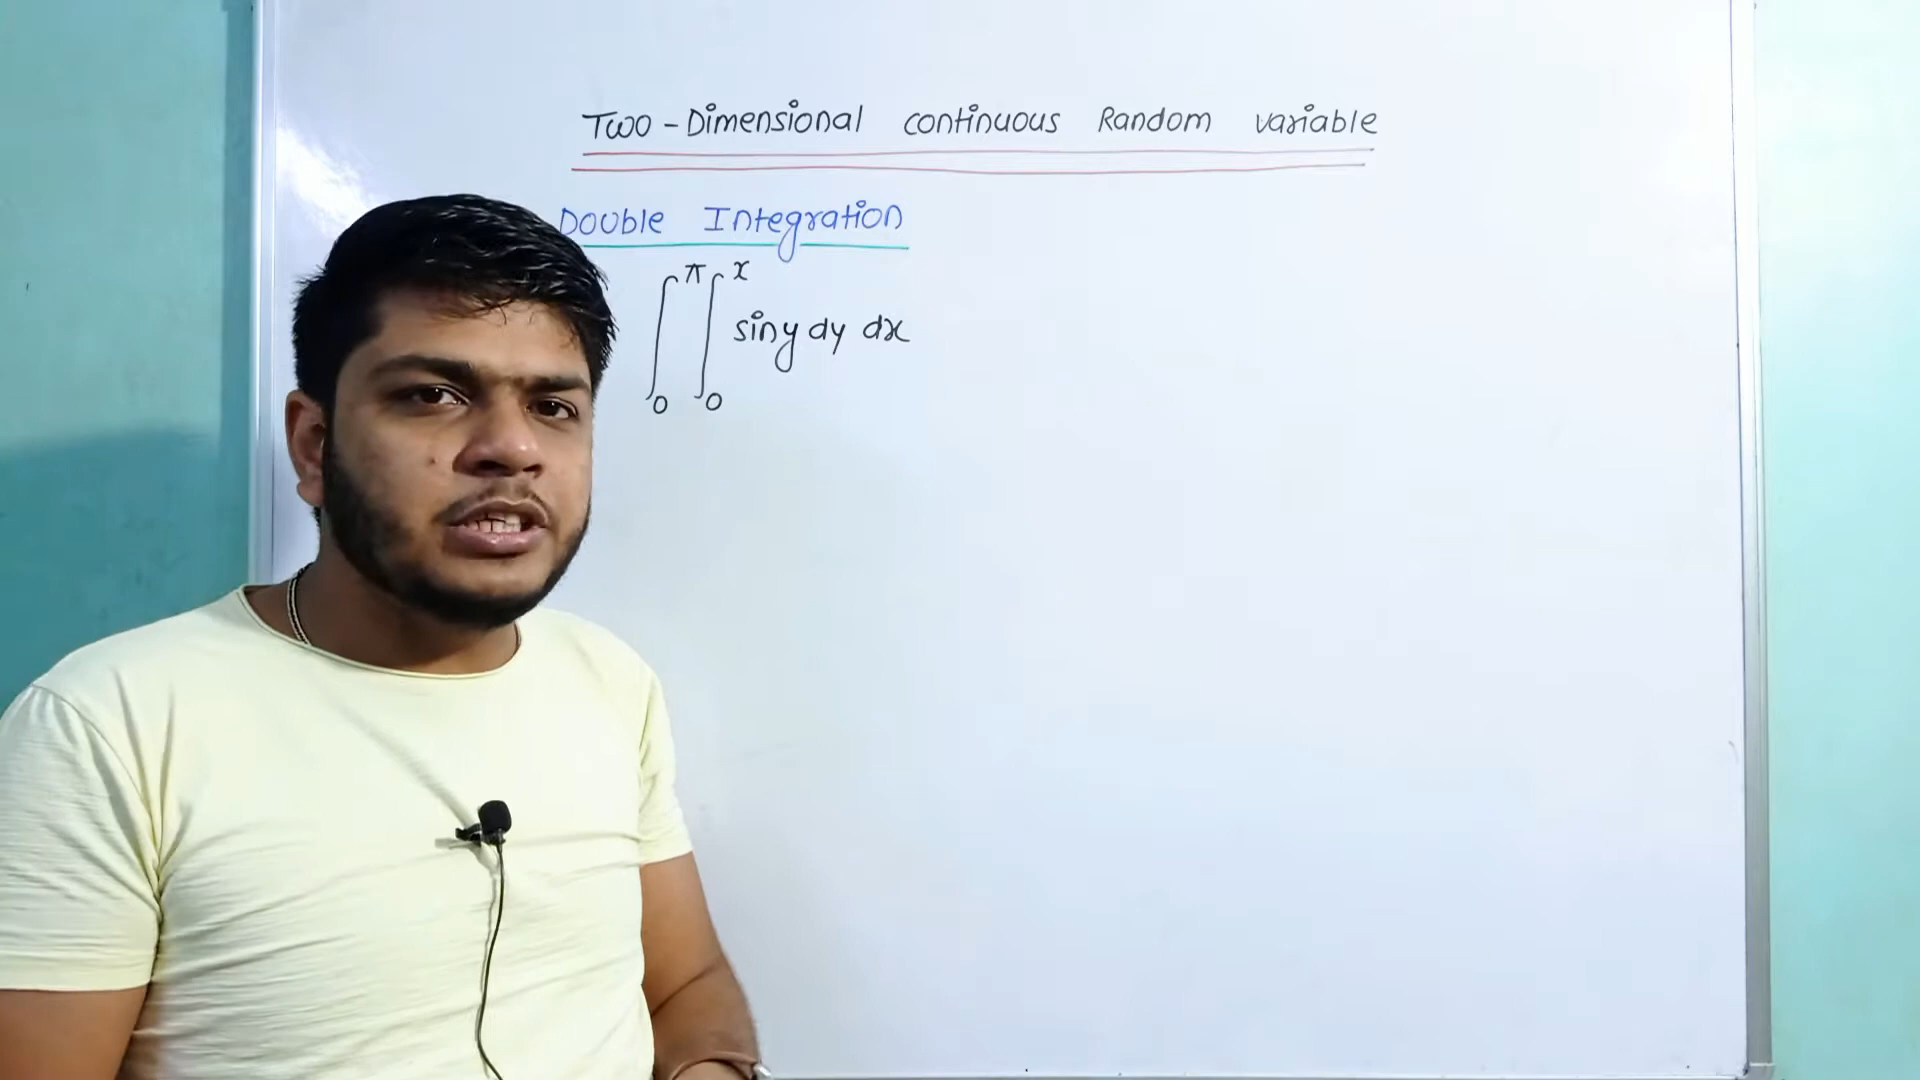 Two-Dimensional continuous Random variable
Double Integration
∫₀^π ∫₀^x sin y dy dx